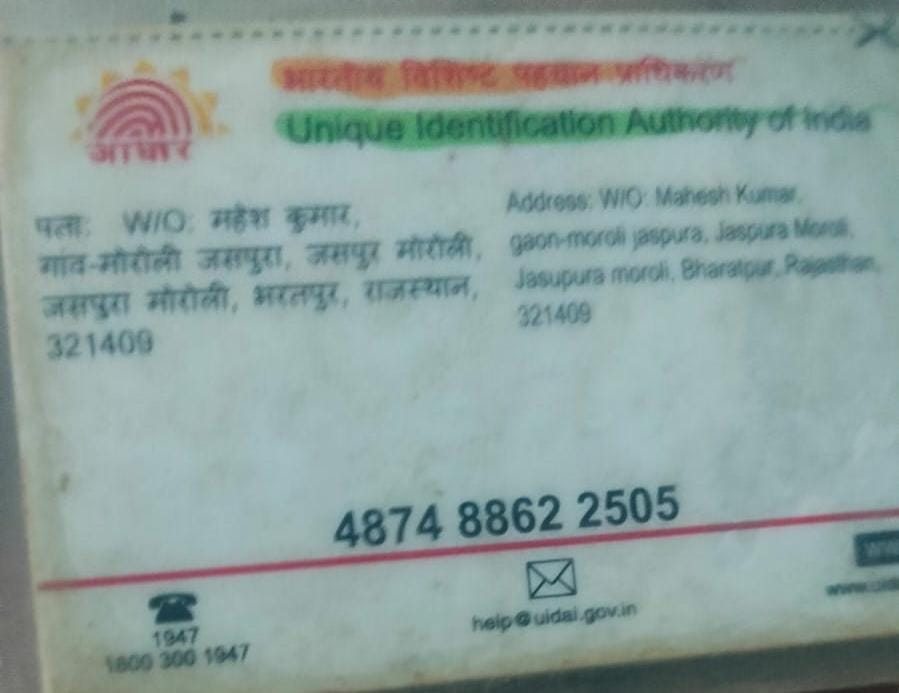 भारतीय विशिष्ट पहचान प्राधिकरण
Unique Identification Authority of India
आधार
पता: W/O: महेश कुमार,
गांव-मोरोली जसपुरा, जसपुर मोरोली,
जसपुरा मोरोली, भरतपुर, राजस्थान,
321409
Address: W/O: Mahesh Kumar,
gaon-moroli jaspura, Jaspura Moroli,
Jasupura moroli, Bharatpur, Rajasthan,
321409
4874 8862 2505
1947
1800 300 1947
help@uidai.gov.in